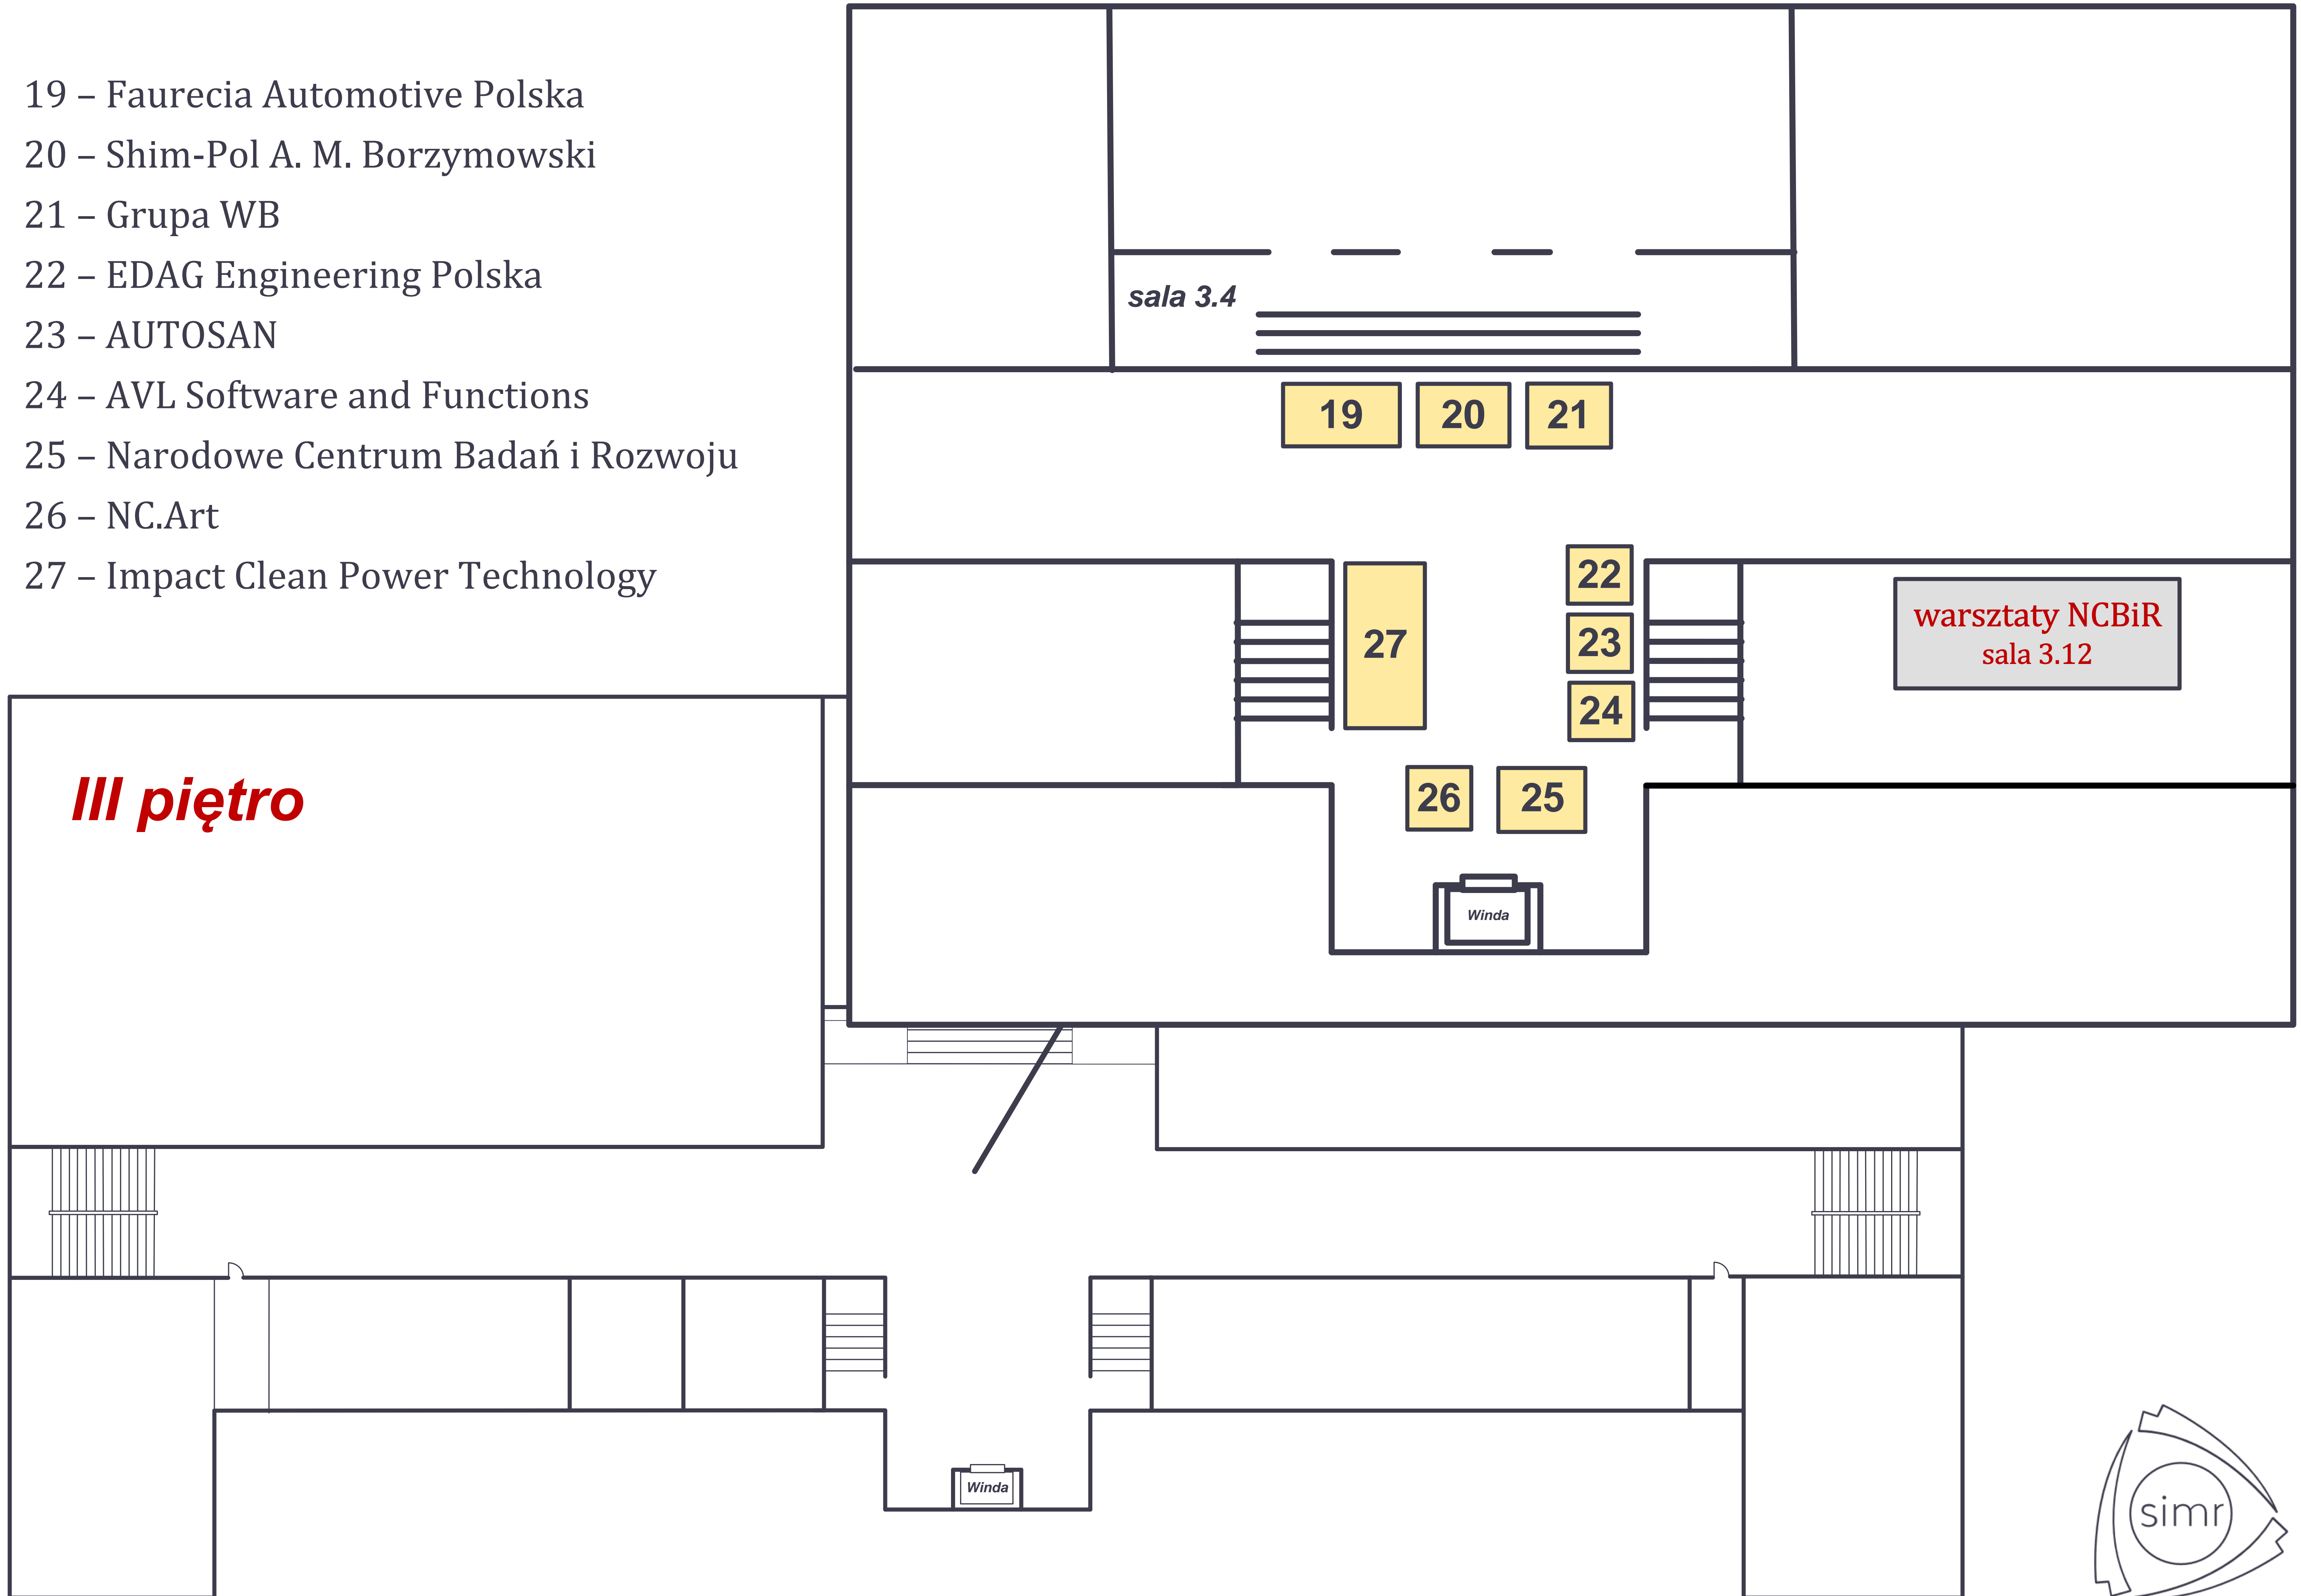 19 – Faurecia Automotive Polska
20 – Shim-Pol A. M. Borzymowski
21 – Grupa WB
22 – EDAG Engineering Polska
23 – AUTOSAN
24 – AVL Software and Functions
25 – Narodowe Centrum Badań i Rozwoju
26 – NC.Art
27 – Impact Clean Power Technology
sala 3.4
19 20 21
22
27 23
24
warsztaty NCBiR
sala 3.12
26 25
III piętro
Winda
Winda
simr